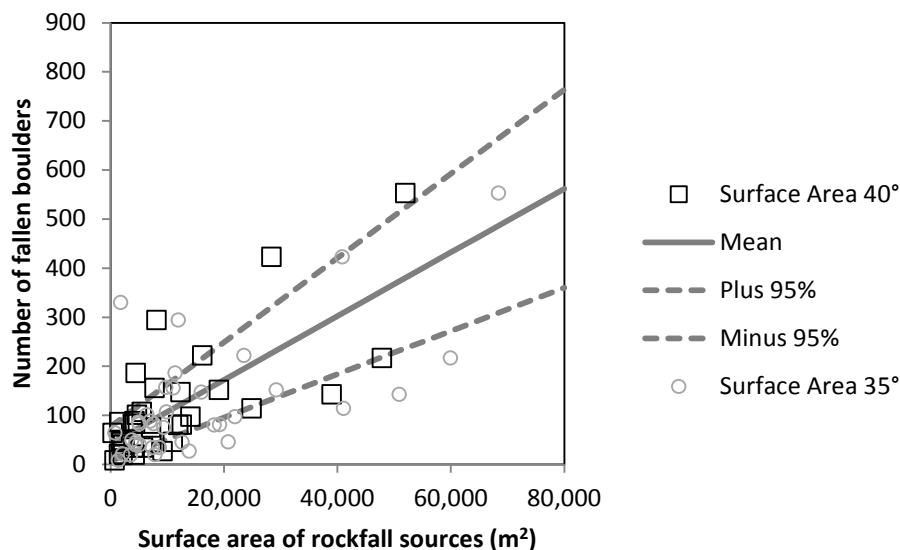 900
800
700
600
500
400
300
200
100
0
Number of fallen boulders
0 20,000 40,000 60,000 80,000
Surface area of rockfall sources (m²)
Surface Area 40°
Mean
Plus 95%
Minus 95%
Surface Area 35°